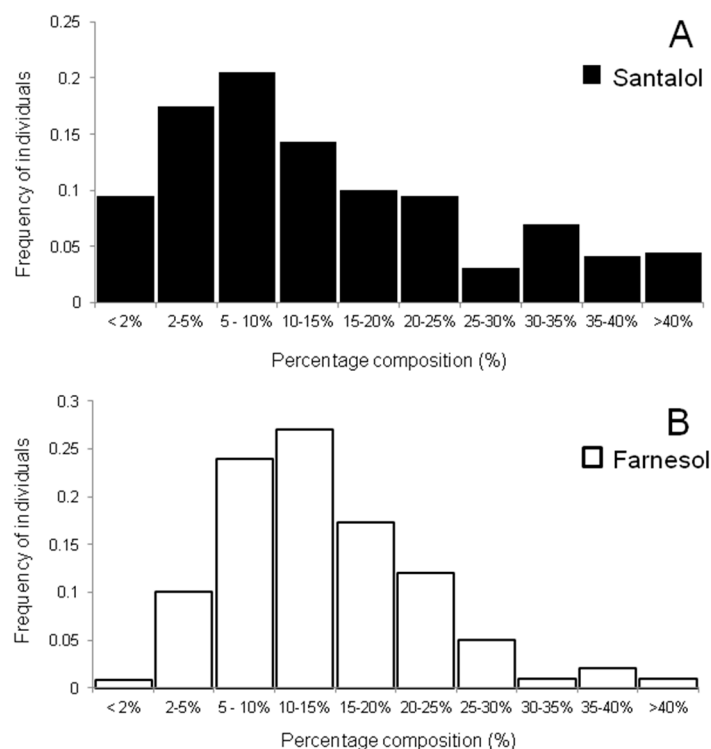 A
Santalol
Frequency of individuals
0.25
0.2
0.15
0.1
0.05
0
< 2% 2-5% 5 - 10% 10-15% 15-20% 20-25% 25-30% 30-35% 35-40% >40%
Percentage composition (%)
B
Farnesol
Frequency of individuals
0.3
0.25
0.2
0.15
0.1
0.05
0
< 2% 2-5% 5 - 10% 10-15% 15-20% 20-25% 25-30% 30-35% 35-40% >40%
Percentage composition (%)